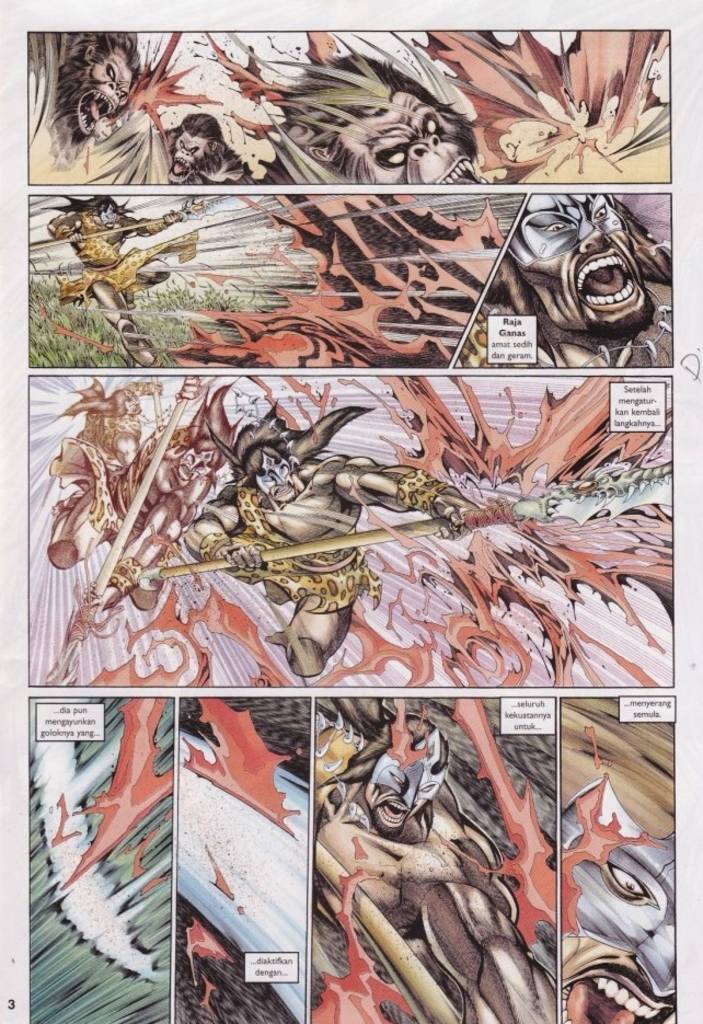 Raja
Ganas
amat sedih
dan geram.
Setelah
mengatur-
kan kembali
langkahnya...
...dia pun
mengayunkan
goloknya yang...
...diaktifkan
dengan...
...seluruh
kekuatannya
untuk...
...menyerang
semula.
3
D.